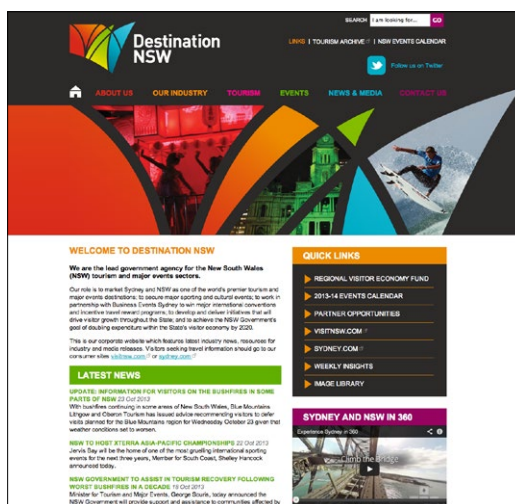 SEARCH I am looking for... GO
LINKS | TOURISM ARCHIVE | NSW EVENTS CALENDAR
Destination
NSW
Follow us on Twitter
ABOUT US OUR INDUSTRY TOURISM EVENTS NEWS & MEDIA CONTACT US
WELCOME TO DESTINATION NSW
We are the lead government agency for the New South Wales
(NSW) tourism and major events sectors.
Our role is to market Sydney and NSW as one of the world's premier tourism and
major events destinations; to secure major sporting and cultural events; to work in
partnership with Business Events Sydney to win major international conventions
and incentive travel reward programs; to develop and deliver initiatives that will
drive visitor growth throughout the State; and to achieve the NSW Government's
goal of doubling expenditure within the State's visitor economy by 2020.
This is our corporate website which features latest industry news, resources for
industry and media releases. Visitors seeking travel information should go to our
consumer sites visitnsw.com or sydney.com
LATEST NEWS
UPDATE: INFORMATION FOR VISITORS ON THE BUSHFIRES IN SOME
PARTS OF NSW 23 Oct 2013
With bushfires continuing in some areas of New South Wales, Blue Mountains
Lithgow and Oberon Tourism has issued advice recommending visitors to defer
visits planned for the Blue Mountains region for Wednesday October 23 given that
weather conditions set to worsen.
NSW TO HOST XTERRA ASIA-PACIFIC CHAMPIONSHIPS 22 Oct 2013
Jervis Bay will be the home of one of the most gruelling international sporting
events for the next three years, Member for South Coast, Shelley Hancock
announced today.
NSW GOVERNMENT TO ASSIST IN TOURISM RECOVERY FOLLOWING
WORST BUSHFIRES IN A DECADE 19 Oct 2013
Minister for Tourism and Major Events, George Souris, today announced the
NSW Government will provide support and assistance to communities affected by
QUICK LINKS
REGIONAL VISITOR ECONOMY FUND
2013-14 EVENTS CALENDAR
PARTNER OPPORTUNITIES
VISITNSW.COM
SYDNEY.COM
WEEKLY INSIGHTS
IMAGE LIBRARY
SYDNEY AND NSW IN 360
Experience Sydney in 360 ...
Climb the Bridge